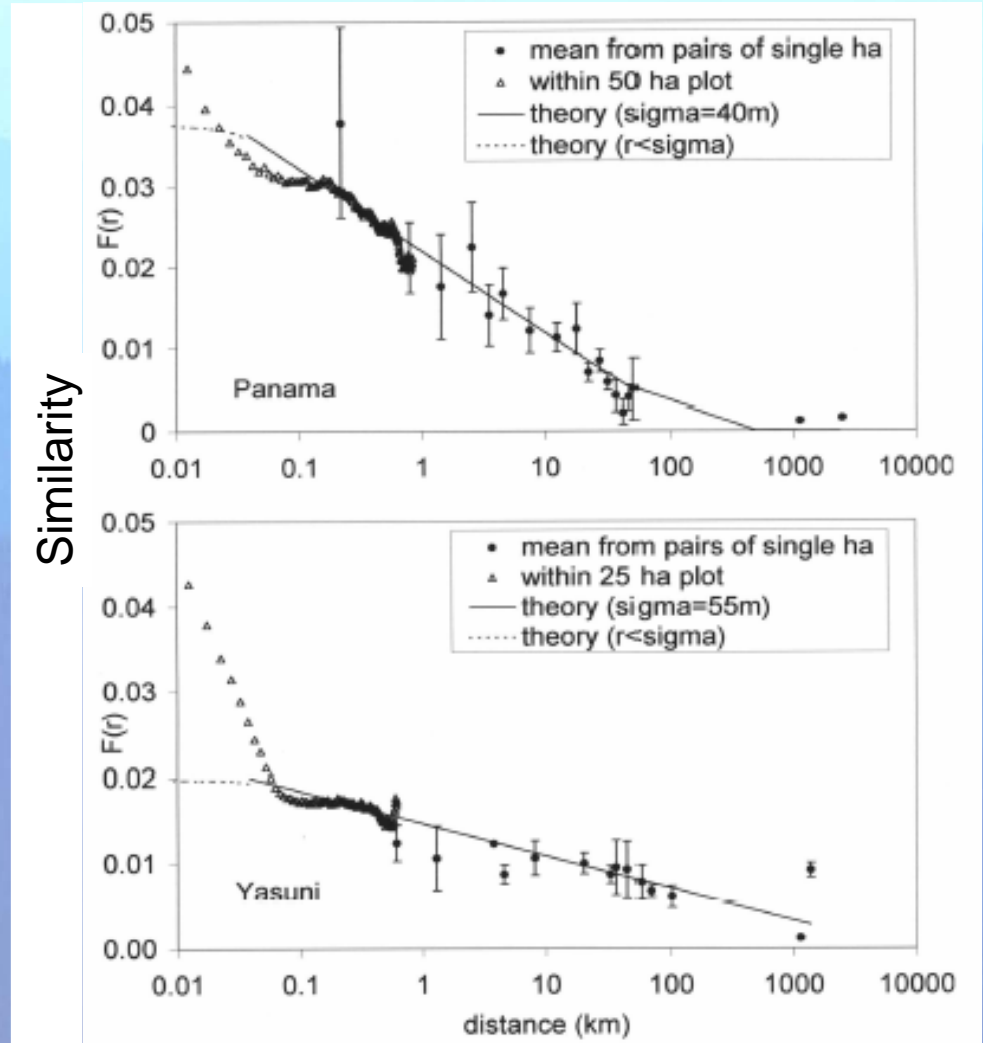 Similarity
0.05
0.04
0.03
0.02
0.01
0
F(r)
mean from pairs of single ha
within 50 ha plot
theory (sigma=40m)
theory (r<sigma)
Panama
0.01 0.1 1 10 100 1000 10000
0.05
0.04
0.03
0.02
0.01
0.00
F(r)
mean from pairs of single ha
within 25 ha plot
theory (sigma=55m)
theory (r<sigma)
Yasuni
0.01 0.1 1 10 100 1000 10000
distance (km)